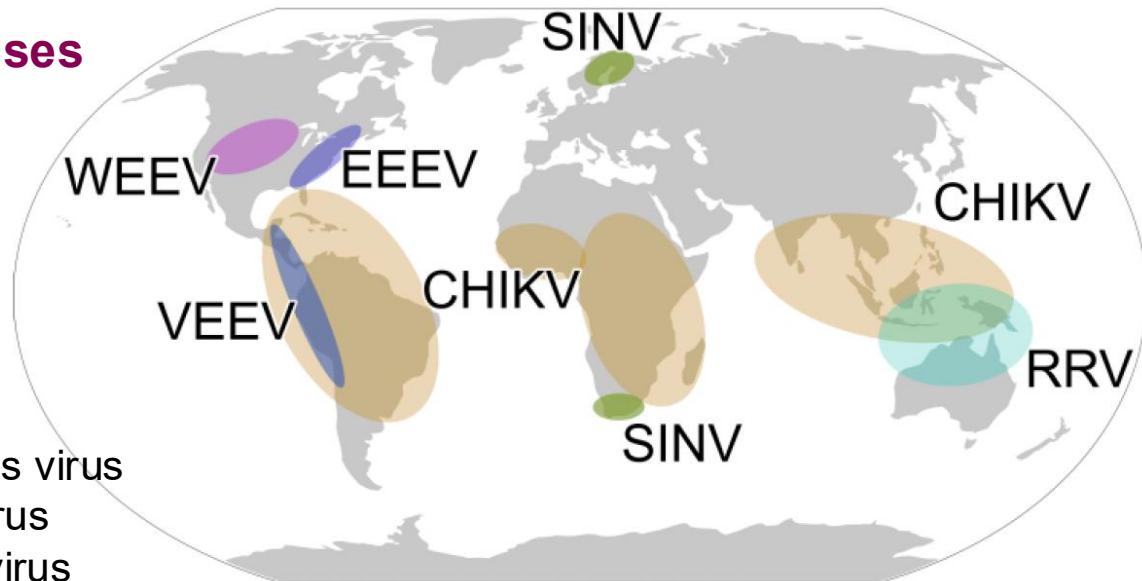 ses
SINV
WEEV
EEEV
CHIKV
CHIKV
VEEV
RRV
SINV
s virus
rus
virus